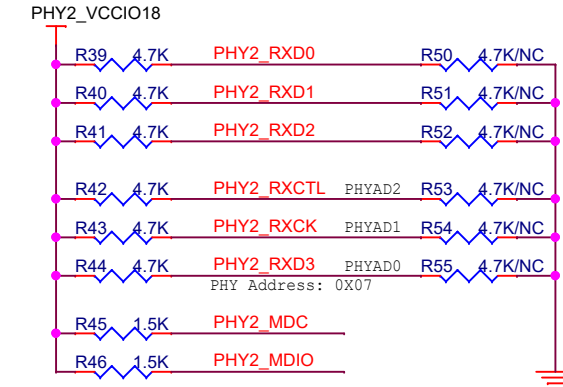 PHY2_VCCIO18
R39 4.7K PHY2_RXD0 R50 4.7K/NC
R40 4.7K PHY2_RXD1 R51 4.7K/NC
R41 4.7K PHY2_RXD2 R52 4.7K/NC
R42 4.7K PHY2_RXCTL PHYAD2 R53 4.7K/NC
R43 4.7K PHY2_RXCK PHYAD1 R54 4.7K/NC
R44 4.7K PHY2_RXD3 PHYAD0 R55 4.7K/NC
PHY Address: 0X07
R45 1.5K PHY2_MDC
R46 1.5K PHY2_MDIO